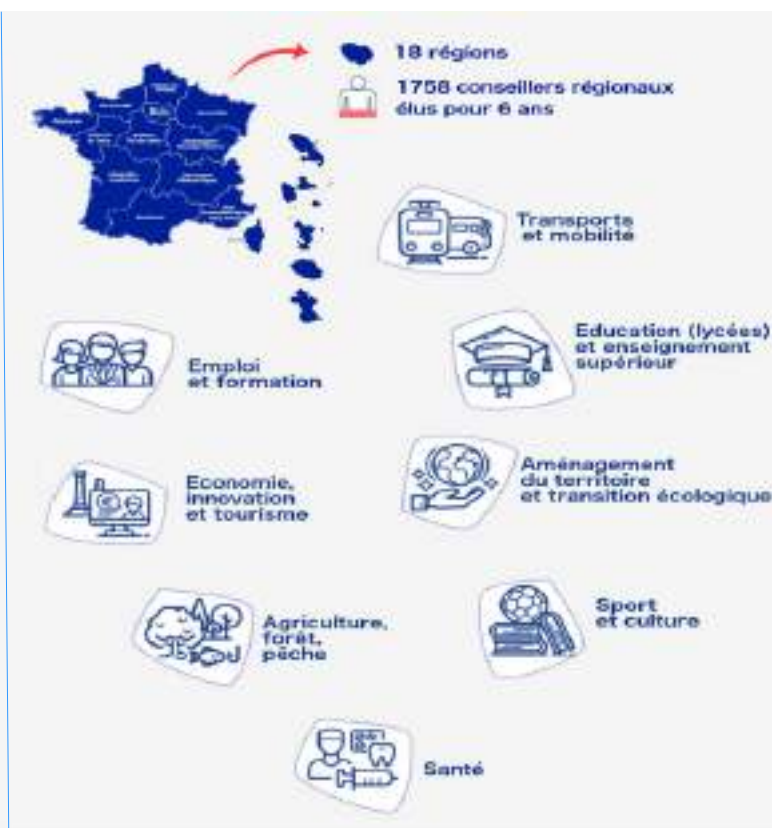 18 régions
1758 conseillers régionaux
élus pour 6 ans
Transports
et mobilité
Emploi
et formation
Education (lycées)
et enseignement
supérieur
Economie,
innovation
et tourisme
Aménagement
du territoire
et transition écologique
Agriculture,
forêt,
pêche
Sport
et culture
Santé